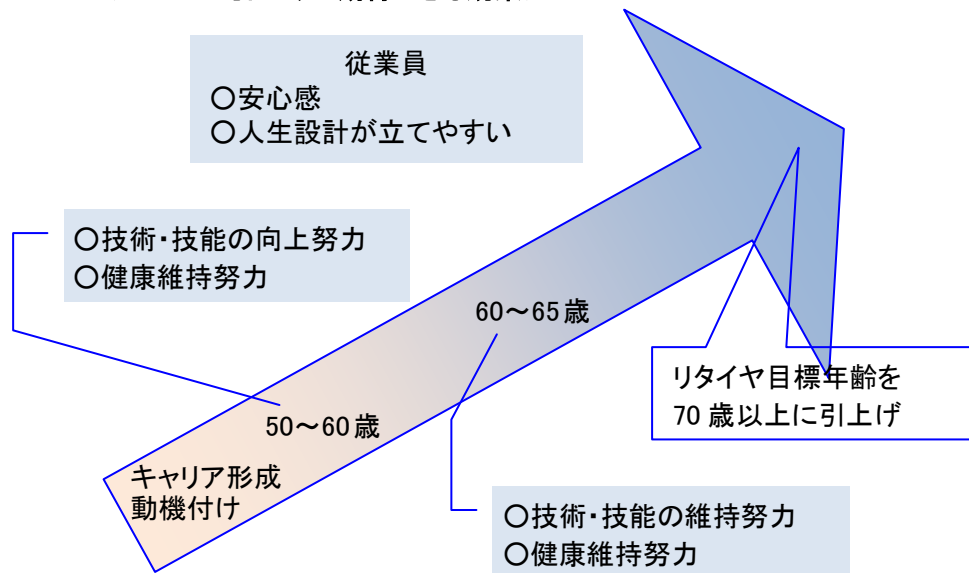 従業員
○安心感
○人生設計が立てやすい
○技術・技能の向上努力
○健康維持努力
60～65歳
リタイヤ目標年齢を
70歳以上に引上げ
50～60歳
キャリア形成
動機付け
○技術・技能の維持努力
○健康維持努力